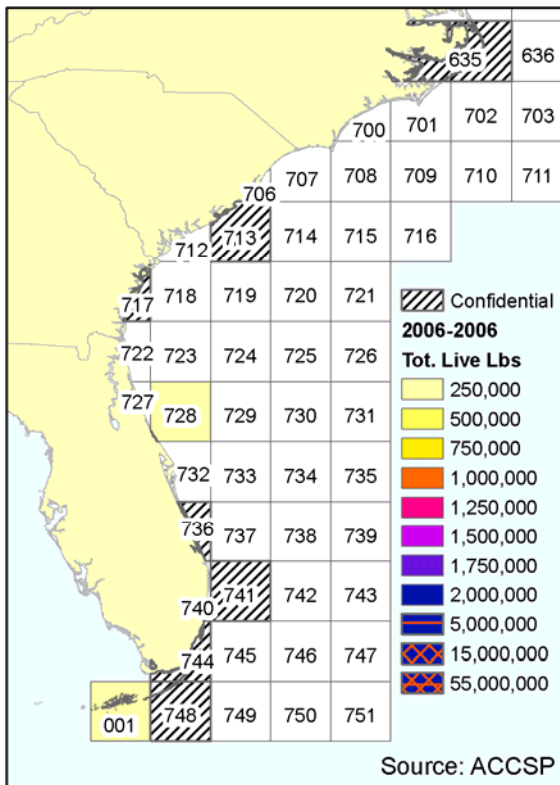 635 636
700 701 702 703
706 707 708 709 710 711
712 713 714 715 716
717 718 719 720 721
722 723 724 725 726
727 728 729 730 731
732 733 734 735
736 737 738 739
740 741 742 743
744 745 746 747
001 748 749 750 751
Confidential
2006-2006
Tot. Live Lbs
250,000
500,000
750,000
1,000,000
1,250,000
1,500,000
1,750,000
2,000,000
5,000,000
15,000,000
55,000,000
Source: ACCSP